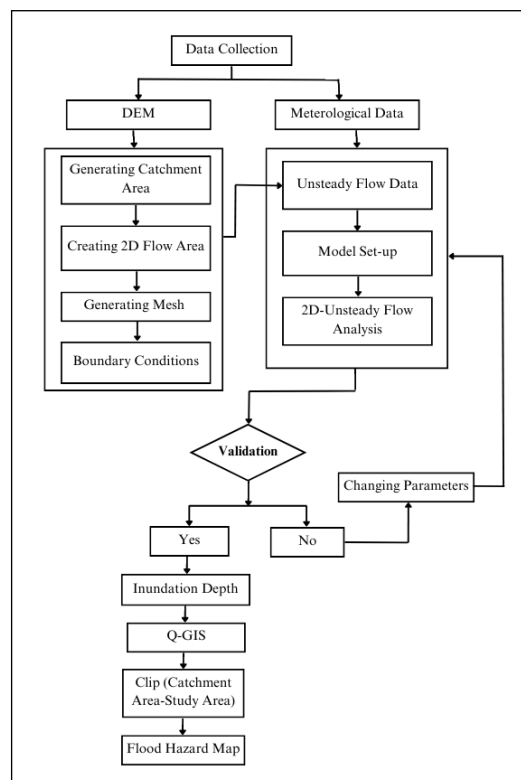 Data Collection
DEM
Meterological Data
Generating Catchment
Area
Creating 2D Flow Area
Generating Mesh
Boundary Conditions
Unsteady Flow Data
Model Set-up
2D-Unsteady Flow
Analysis
Validation
Changing Parameters
Yes
No
Inundation Depth
Q-GIS
Clip (Catchment
Area-Study Area)
Flood Hazard Map